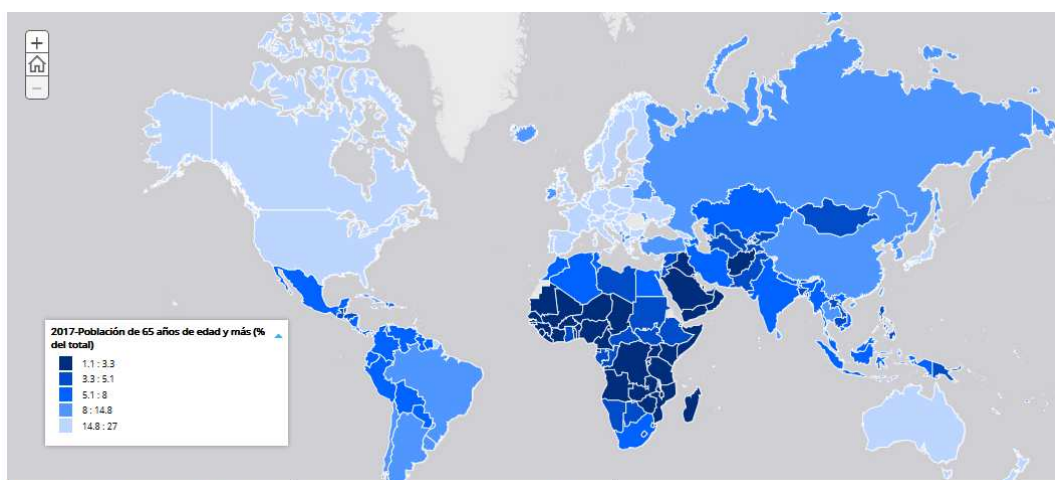 +
−
2017-Población de 65 años de edad y más (%
del total)
1.1 : 3.3
3.3 : 5.1
5.1 : 8
8 : 14.8
14.8 : 27